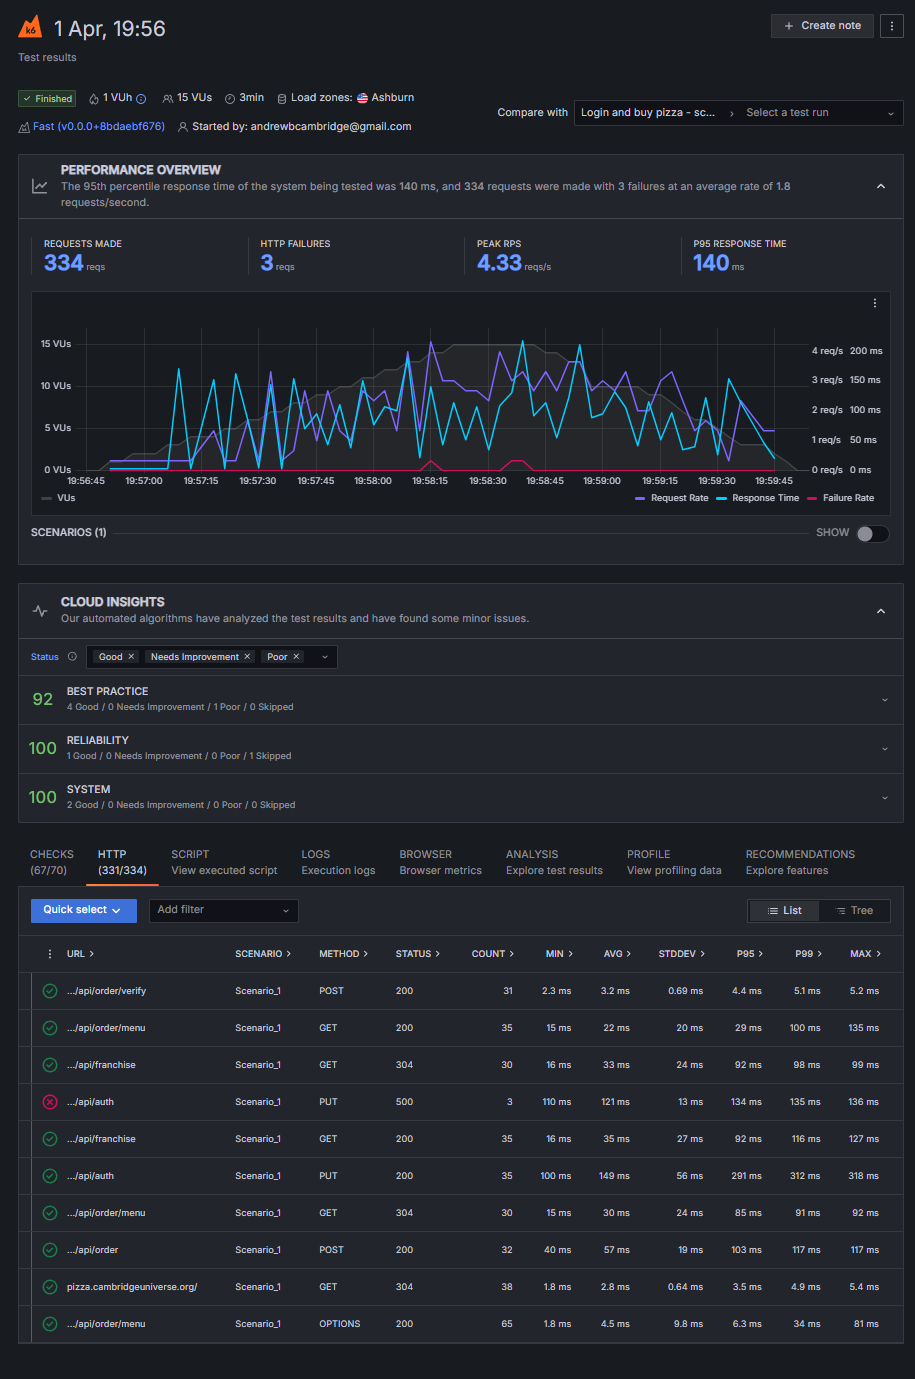 k6
1 Apr, 19:56
Create note
Test results
Finished 1 VUh 15 VUs 3min Load zones: Ashburn
Compare with Login and buy pizza - sc... › Select a test run
Fast (v0.0.0+8bdaebf676) Started by: andrewbcambridge@gmail.com
PERFORMANCE OVERVIEW
The 95th percentile response time of the system being tested was 140 ms, and 334 requests were made with 3 failures at an average rate of 1.8
requests/second.
REQUESTS MADE HTTP FAILURES PEAK RPS P95 RESPONSE TIME
334 reqs 3 reqs 4.33 reqs/s 140 ms
15 VUs
10 VUs
5 VUs
0 VUs
4 req/s 200 ms
3 req/s 150 ms
2 req/s 100 ms
1 req/s 50 ms
0 req/s 0 ms
19:56:45 19:57:00 19:57:15 19:57:30 19:57:45 19:58:00 19:58:15 19:58:30 19:58:45 19:59:00 19:59:15 19:59:30 19:59:45
VUs Request Rate Response Time Failure Rate
SCENARIOS (1) SHOW
CLOUD INSIGHTS
Our automated algorithms have analyzed the test results and have found some minor issues.
Status Good × Needs Improvement × Poor ×
92 BEST PRACTICE
4 Good / 0 Needs Improvement / 1 Poor / 0 Skipped
100 RELIABILITY
1 Good / 0 Needs Improvement / 0 Poor / 1 Skipped
100 SYSTEM
2 Good / 0 Needs Improvement / 0 Poor / 0 Skipped
CHECKS HTTP SCRIPT LOGS BROWSER ANALYSIS PROFILE RECOMMENDATIONS
(67/70) (331/334) View executed script Execution logs Browser metrics Explore test results View profiling data Explore features
Quick select Add filter List Tree
URL SCENARIO METHOD STATUS COUNT MIN AVG STDDEV P95 P99 MAX
.../api/order/verify Scenario_1 POST 200 31 2.3 ms 3.2 ms 0.69 ms 4.4 ms 5.1 ms 5.2 ms
.../api/order/menu Scenario_1 GET 200 35 15 ms 22 ms 20 ms 29 ms 100 ms 135 ms
.../api/franchise Scenario_1 GET 304 30 16 ms 33 ms 24 ms 92 ms 98 ms 99 ms
.../api/auth Scenario_1 PUT 500 3 110 ms 121 ms 13 ms 134 ms 135 ms 136 ms
.../api/franchise Scenario_1 GET 200 35 16 ms 35 ms 27 ms 92 ms 116 ms 127 ms
.../api/auth Scenario_1 PUT 200 35 100 ms 149 ms 56 ms 291 ms 312 ms 318 ms
.../api/order/menu Scenario_1 GET 304 30 15 ms 30 ms 24 ms 85 ms 91 ms 92 ms
.../api/order Scenario_1 POST 200 32 40 ms 57 ms 19 ms 103 ms 117 ms 117 ms
pizza.cambridgeuniverse.org/ Scenario_1 GET 304 38 1.8 ms 2.8 ms 0.64 ms 3.5 ms 4.9 ms 5.4 ms
.../api/order/menu Scenario_1 OPTIONS 200 65 1.8 ms 4.5 ms 9.8 ms 6.3 ms 34 ms 81 ms